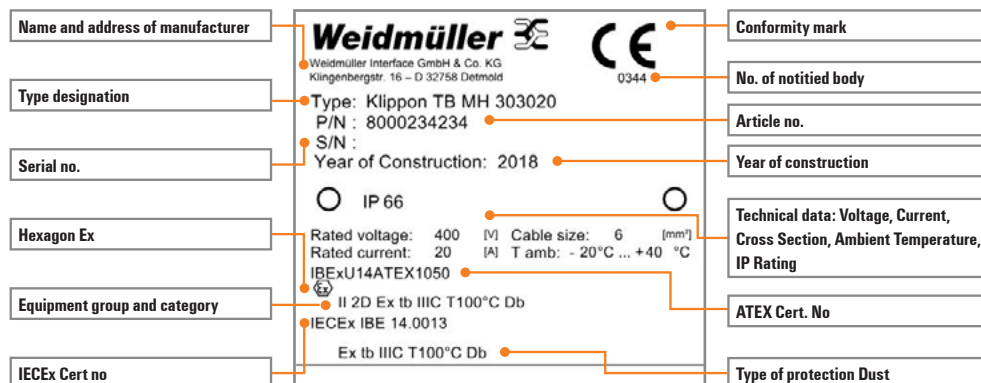 Name and address of manufacturer
Type designation
Serial no.
Hexagon Ex
Equipment group and category
IECEx Cert no
Weidmüller
Weidmüller Interface GmbH & Co. KG
Klingenbergstr. 16 – D 32758 Detmold
CE
0344
Type: Klippon TB MH 303020
P/N : 8000234234
S/N :
Year of Construction: 2018
IP 66
Rated voltage: 400 [V] Cable size: 6 [mm²]
Rated current: 20 [A] T amb: - 20°C ... +40 °C
IBExU14ATEX1050
Ex
II 2D Ex tb IIIC T100°C Db
IECEx IBE 14.0013
Ex tb IIIC T100°C Db
Conformity mark
No. of notitied body
Article no.
Year of construction
Technical data: Voltage, Current,
Cross Section, Ambient Temperature,
IP Rating
ATEX Cert. No
Type of protection Dust